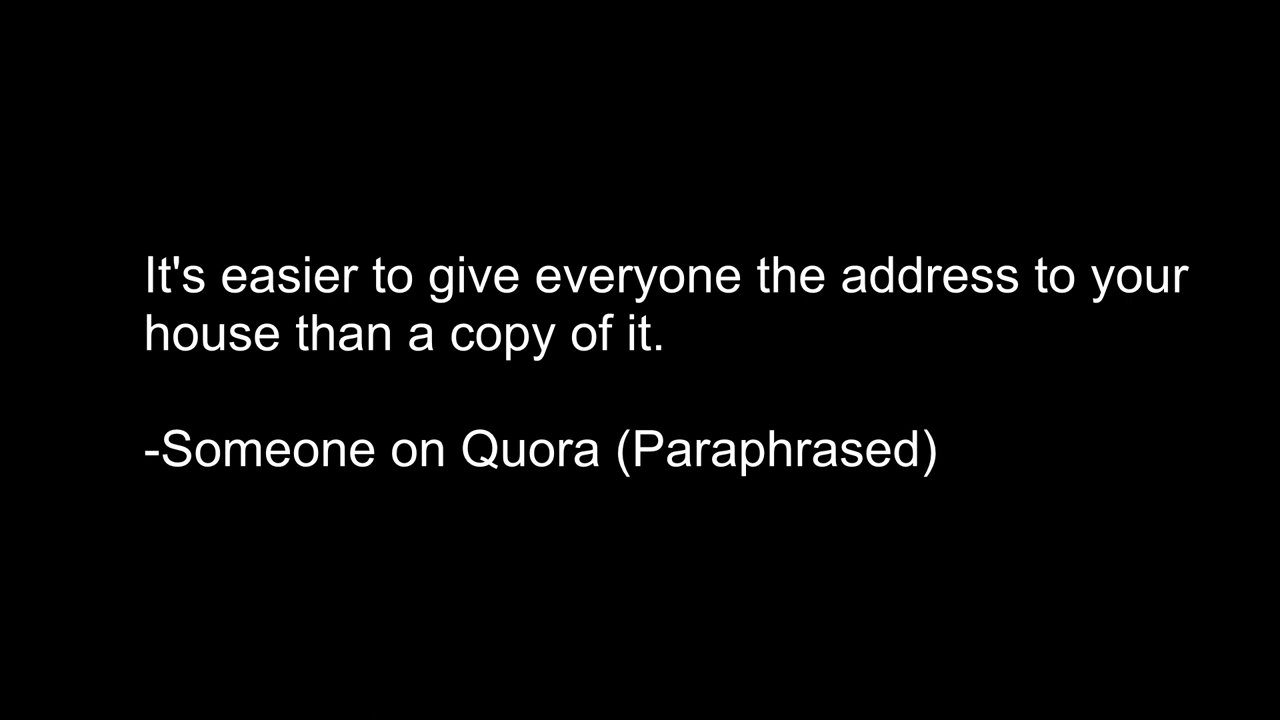 It's easier to give everyone the address to your
house than a copy of it.
-Someone on Quora (Paraphrased)